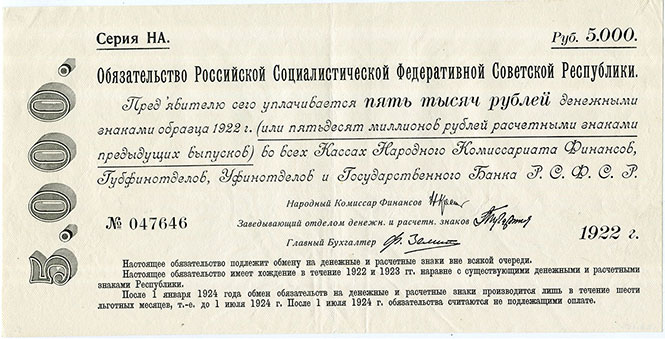 Серия НА.
Руб. 5.000.
5.000.
Обязательство Российской Социалистической Федеративной Советской Республики.
Пред'явителю сего уплачивается пять тысяч рублей денежными
знаками образца 1922 г. (или пятьдесят миллионов рублей расчетными знаками
предыдущих выпусков) во всех Кассах Народного Комиссариата Финансов,
Губфинотделов, Уфинотделов и Государственного Банка Р. С. Ф. С. Р.
Народный Комиссар Финансов
№ 047646
Заведывающий отделом денежн. и расчетн. знаков
1922 г.
Главный Бухгалтер
Настоящее обязательство подлежит обмену на денежные и расчетные знаки вне всякой очереди.
Настоящее обязательство имеет хождение в течение 1922 и 1923 гг. наравне с существующими денежными и расчетными
знаками Республики.
После 1 января 1924 года обмен обязательств на денежные и расчетные знаки производится лишь в течение шести
льготных месяцев, т.-е. до 1 июля 1924 г. После 1 июля 1924 г. обязательства считаются не подлежащими оплате.